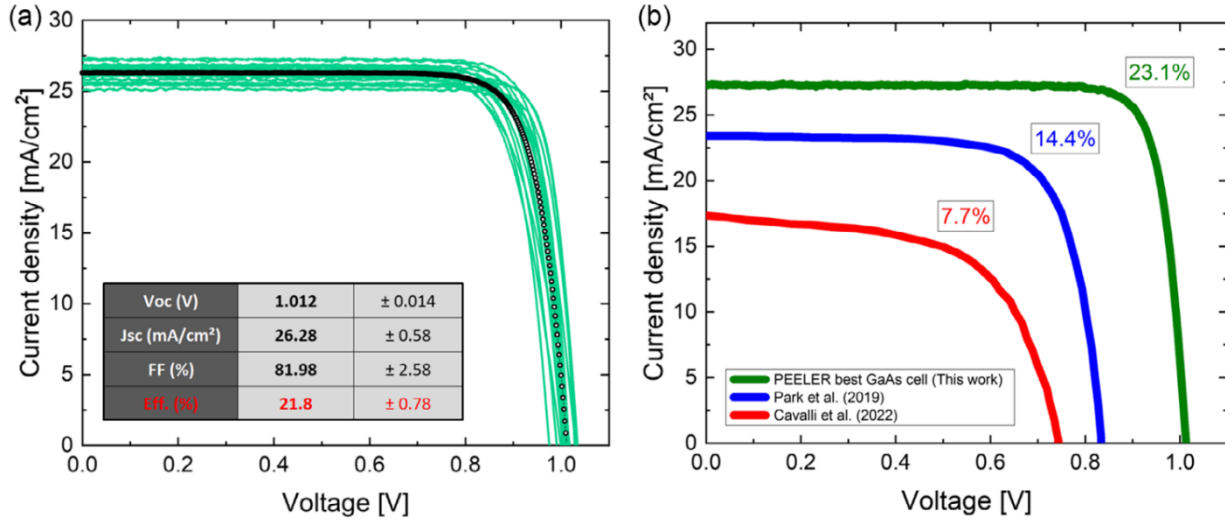 (a)
30
25
20
15
10
5
0
Current density [mA/cm²]
Voc (V) 1.012 ± 0.014
Jsc (mA/cm²) 26.28 ± 0.58
FF (%) 81.98 ± 2.58
Eff. (%) 21.8 ± 0.78
0.0 0.2 0.4 0.6 0.8 1.0
Voltage [V]
(b)
30
25
20
15
10
5
0
Current density [mA/cm²]
23.1%
14.4%
7.7%
PEELER best GaAs cell (This work)
Park et al. (2019)
Cavalli et al. (2022)
0.0 0.2 0.4 0.6 0.8 1.0
Voltage [V]